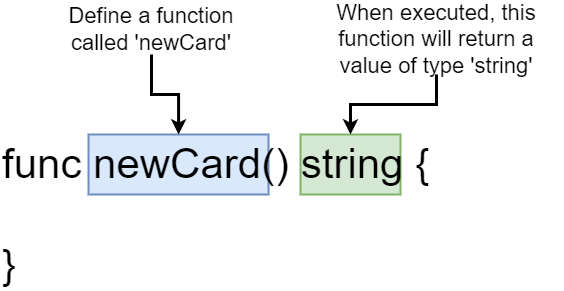 Define a function
called 'newCard'
When executed, this
function will return a
value of type 'string'
func newCard() string {
}